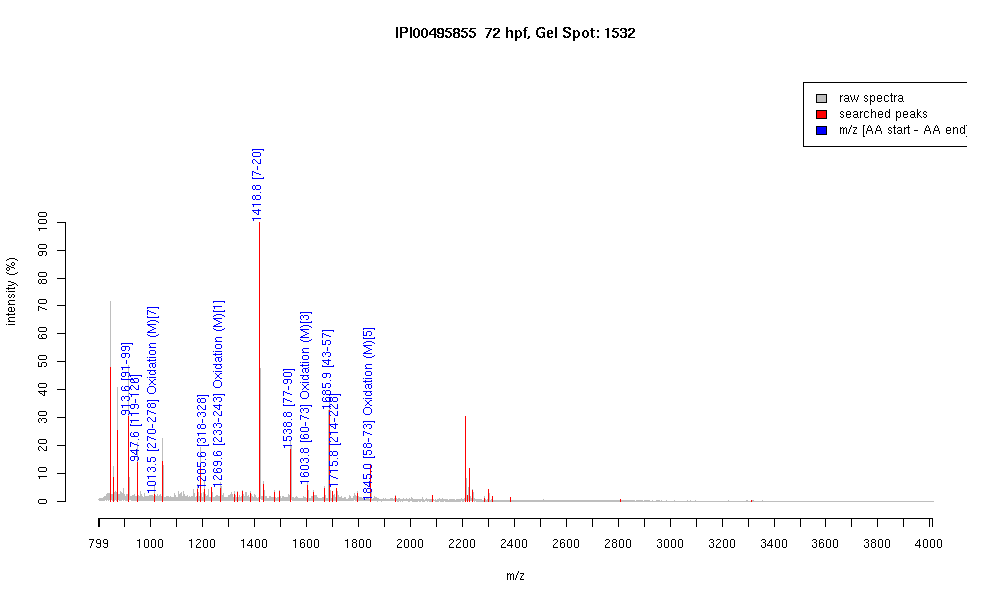 IPI00495855 72 hpf, Gel Spot: 1532
raw spectra
searched peaks
m/z [AA start - AA end]
intensity (%)
100
90
80
70
60
50
40
30
20
10
0
913.6 [91-99]
947.6 [119-126]
1013.5 [270-278] Oxidation (M)[7]
1205.6 [318-328]
1269.6 [233-243] Oxidation (M)[1]
1418.8 [7-20]
1538.8 [77-90]
1603.8 [60-73] Oxidation (M)[3]
1685.9 [43-57]
1715.8 [214-228]
1845.0 [58-73] Oxidation (M)[5]
799 1000 1200 1400 1600 1800 2000 2200 2400 2600 2800 3000 3200 3400 3600 3800 4000
m/z